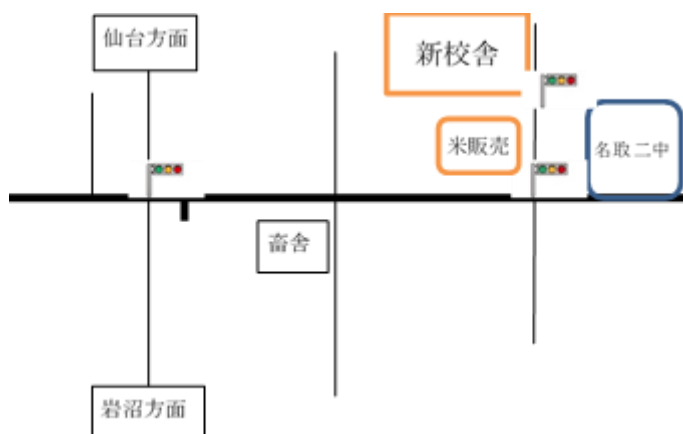 仙台方面
新校舎
米販売
名取二中
畜舎
岩沼方面